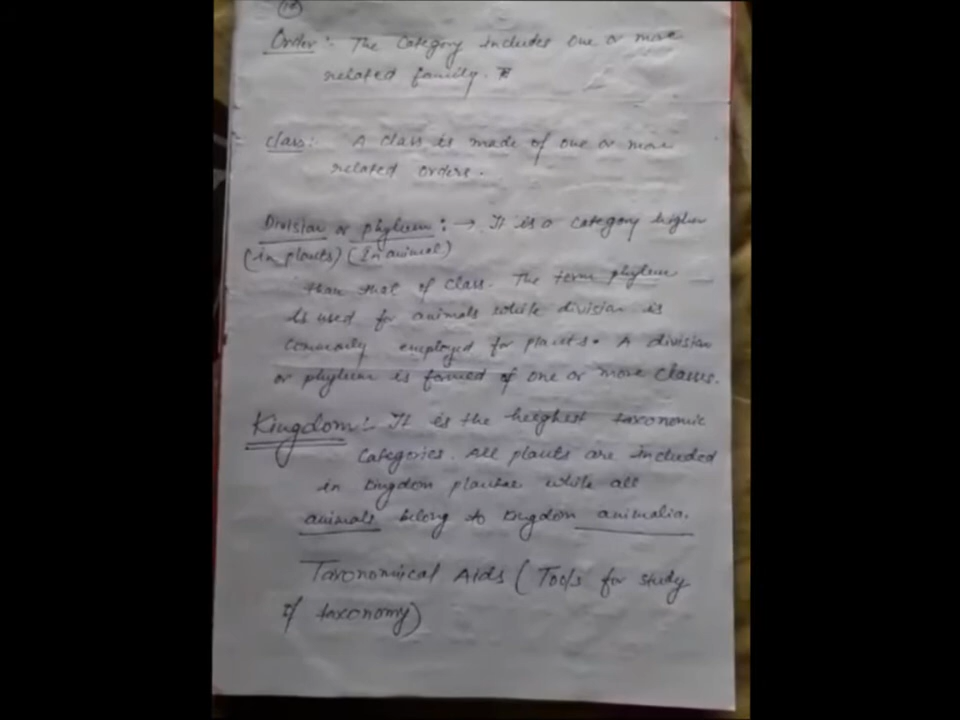 Order :- The Category includes one or more
related family.
Class: A class is made of one or more
related orders.
Division or phylum :→ It is a category higher
(in plants) (In animal)
than that of class. The term phylum
is used for animals while division is
commonly employed for plants. A division
or phylum is formed of one or more classes.
Kingdom :- It is the heighest taxonomic
Categories. All plants are included
in kingdom plantae while all
animals belong to kingdom animalia.
Taxonomical Aids ( Tools for study
of taxonomy)